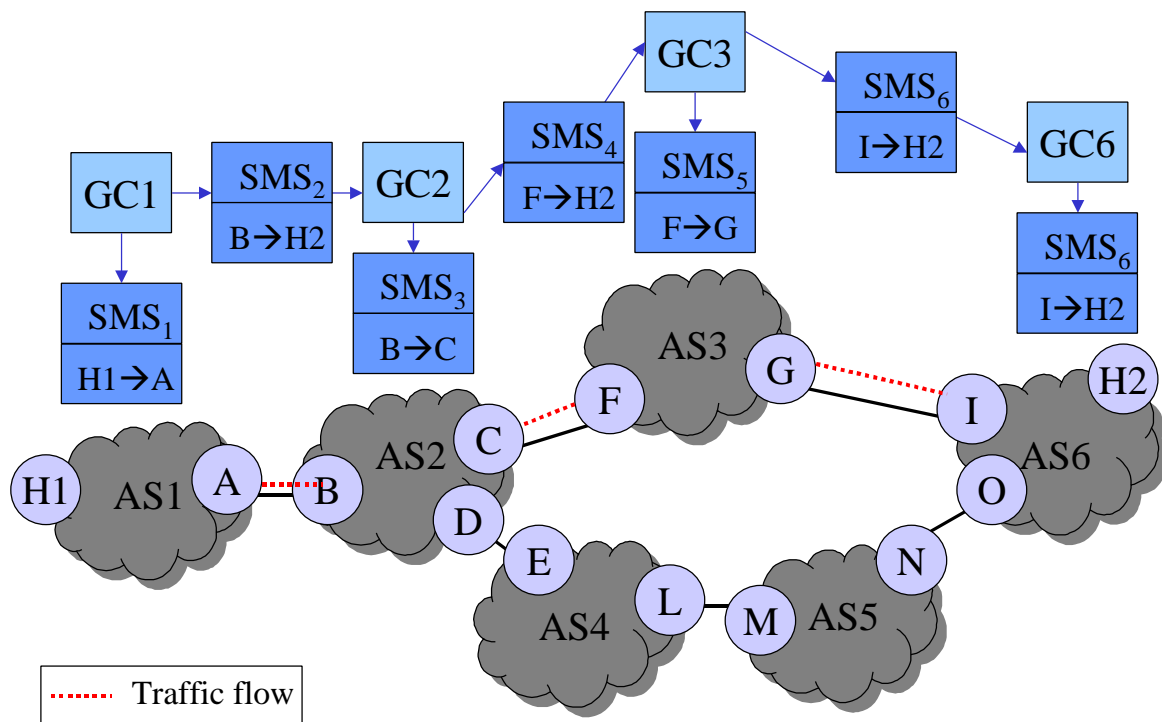 GC3
SMS6
I→H2
SMS4
F→H2
GC6
SMS5
F→G
GC1
SMS2
B→H2
GC2
SMS6
I→H2
SMS3
B→C
SMS1
H1→A
AS3
G
H2
F
I
C
AS2
AS6
H1
AS1
A
B
O
D
E
N
L
M
AS4
AS5
Traffic flow